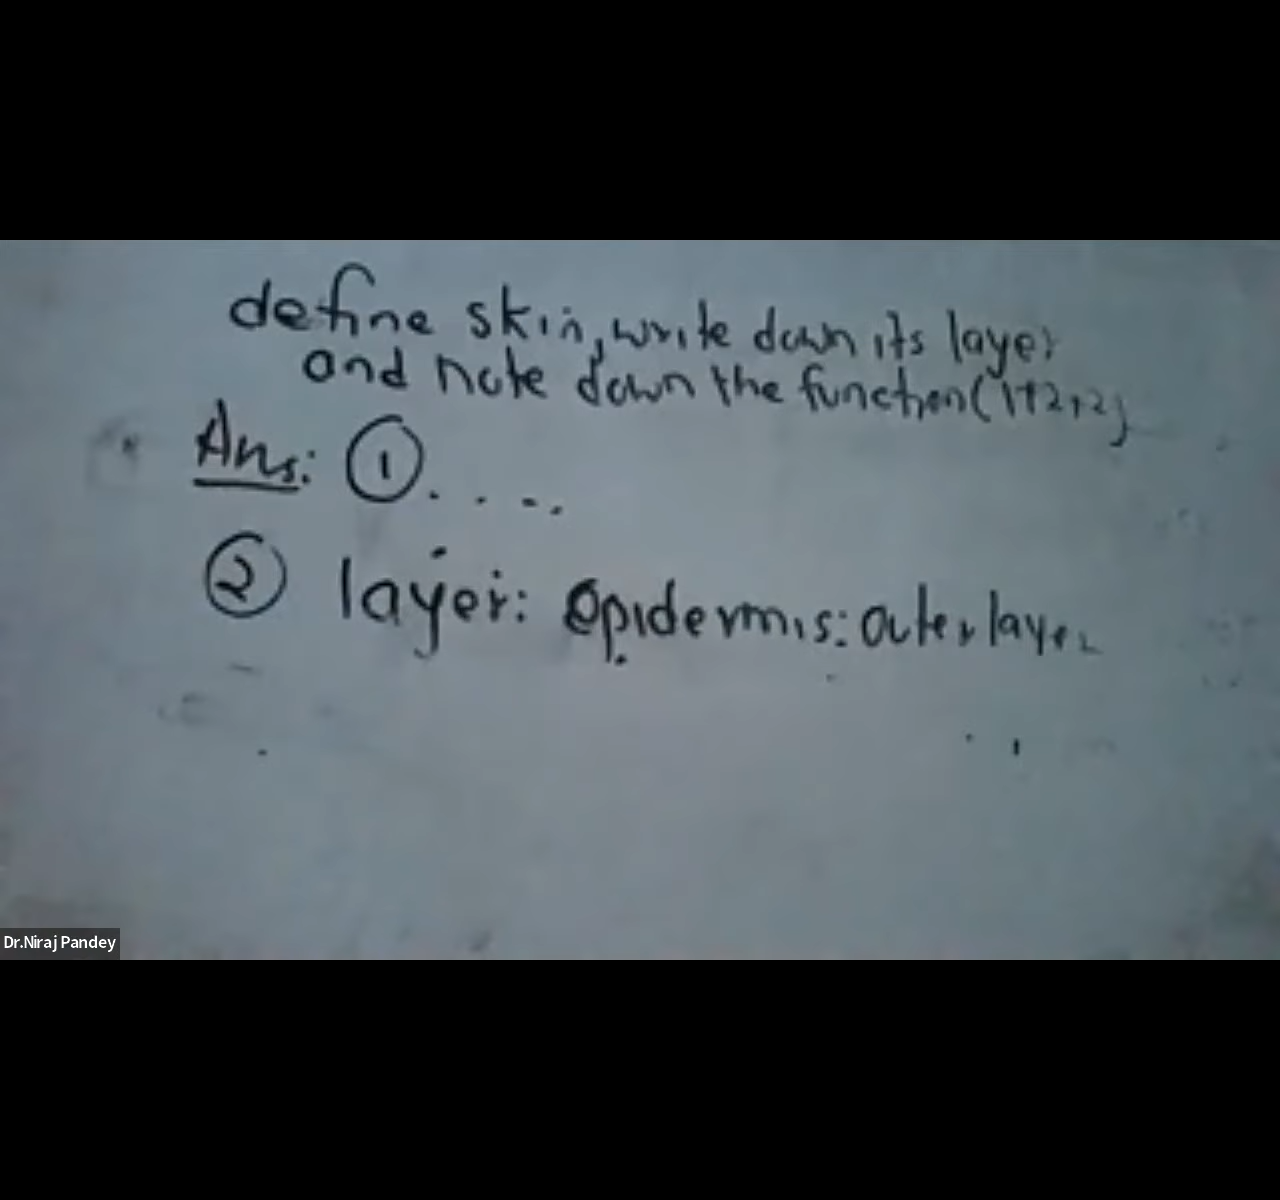 define skin, write down its layer
and note down the function (1+2+2)
Ans: ① . . . .
② layer: epidermis: outer layer
Dr.Niraj Pandey